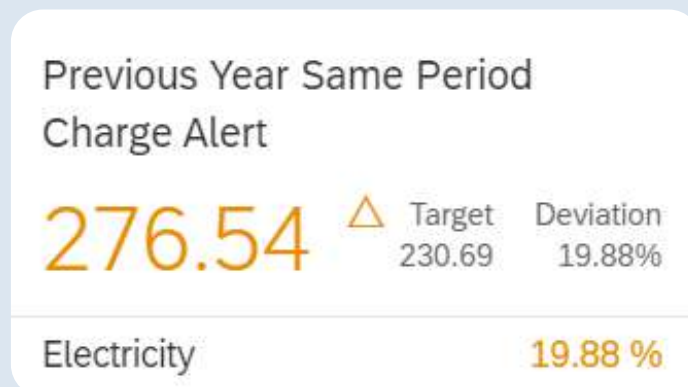 Previous Year Same Period
Charge Alert
276.54
Target Deviation
230.69 19.88%
Electricity 19.88 %